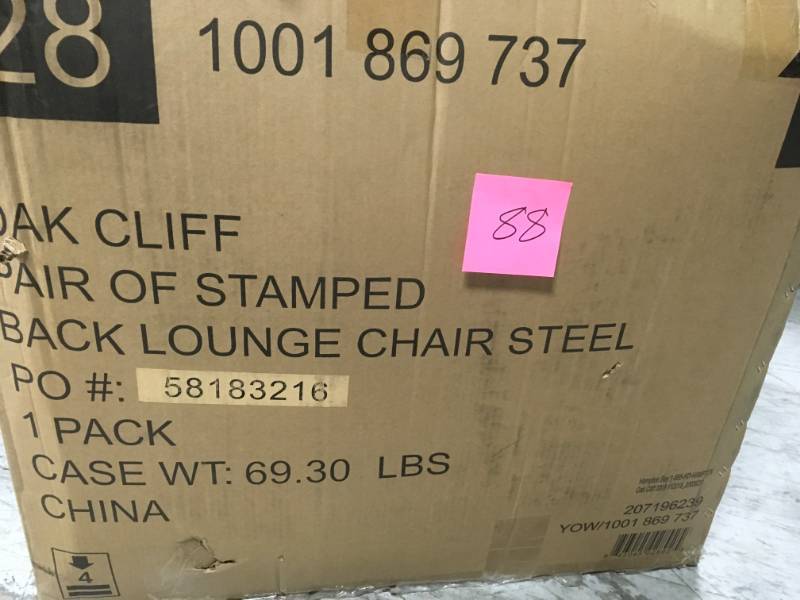 28
1001 869 737
88
OAK CLIFF
PAIR OF STAMPED
BACK LOUNGE CHAIR STEEL
PO #: 58183216
1 PACK
CASE WT: 69.30 LBS
CHINA
207196239
YOW/1001 869 737
4